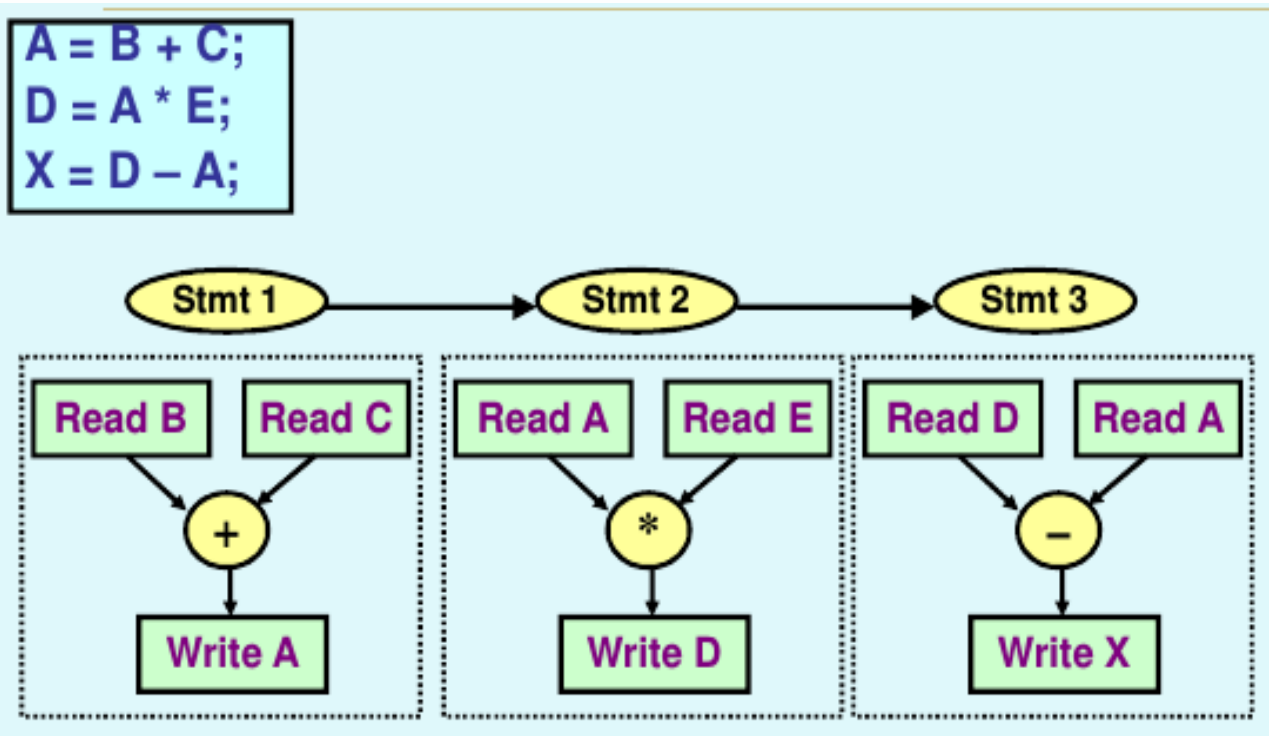 A = B + C;
D = A * E;
X = D – A;
Stmt 1 Stmt 2 Stmt 3
Read B Read C Read A Read E Read D Read A
+ * –
Write A Write D Write X